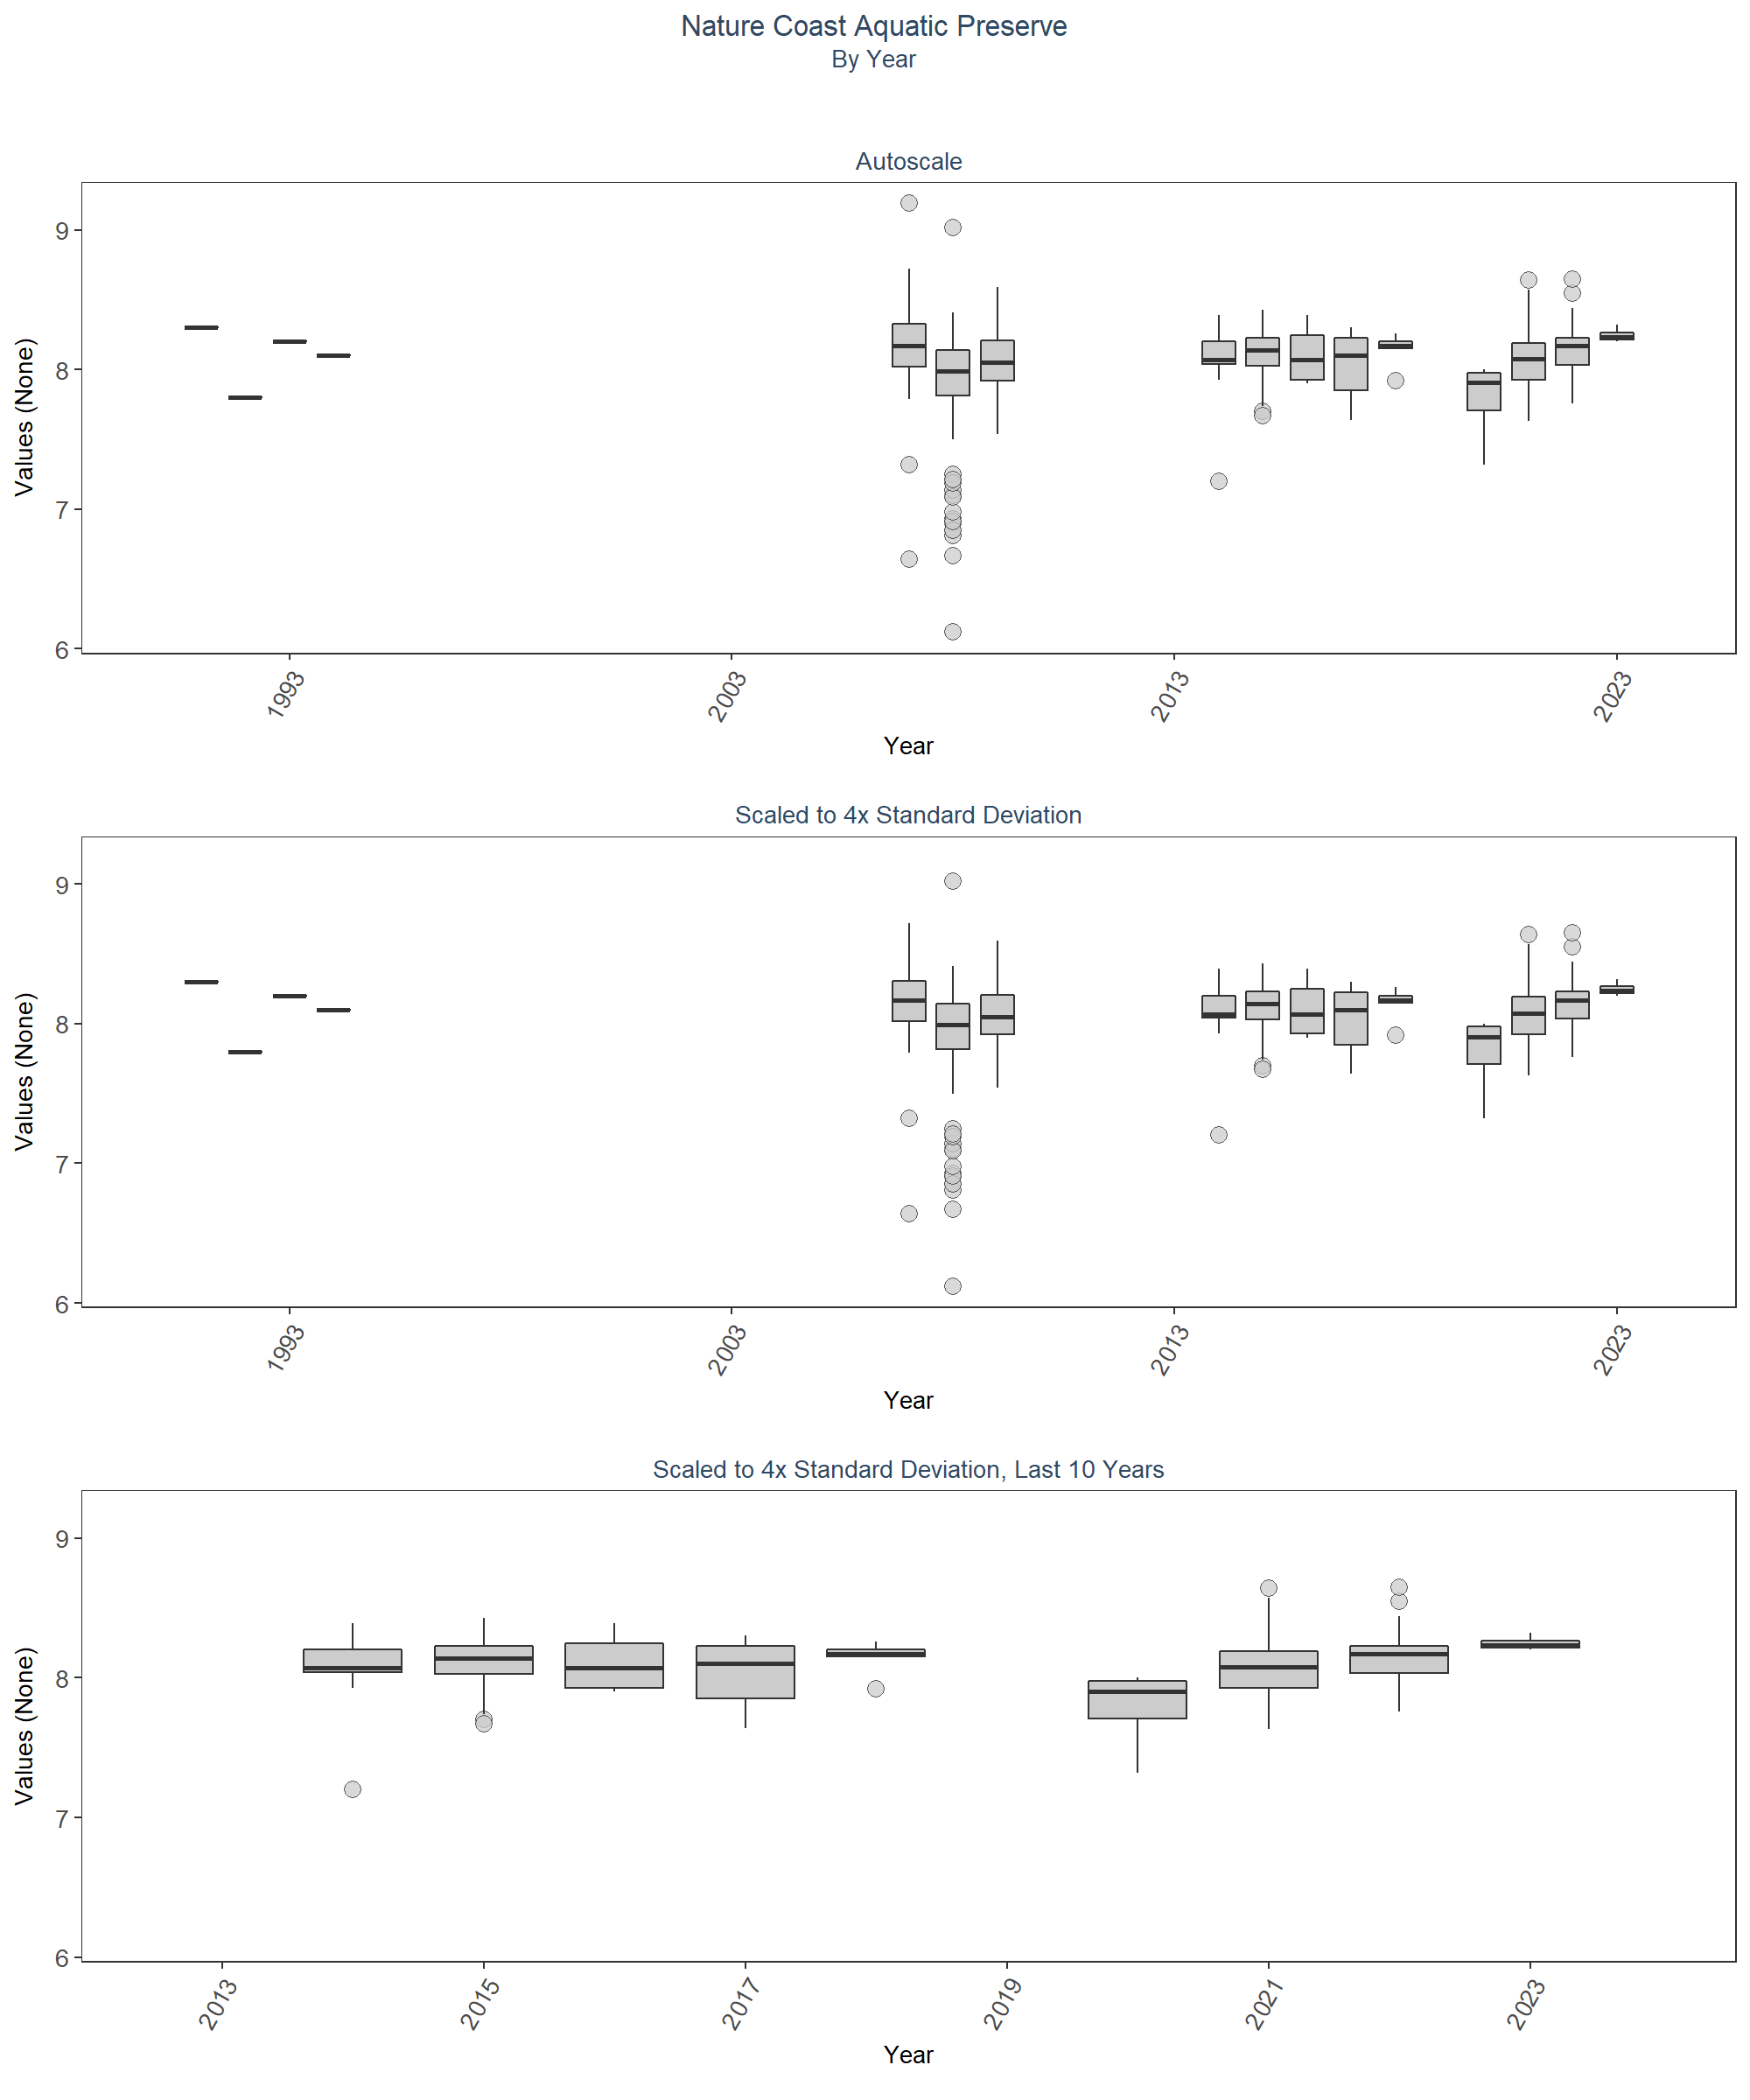 Nature Coast Aquatic Preserve
By Year
Autoscale
Values (None)
9
8
7
6
1993
2003
2013
2023
Year
Scaled to 4x Standard Deviation
Values (None)
9
8
7
6
1993
2003
2013
2023
Year
Scaled to 4x Standard Deviation, Last 10 Years
Values (None)
9
8
7
6
2013
2015
2017
2019
2021
2023
Year